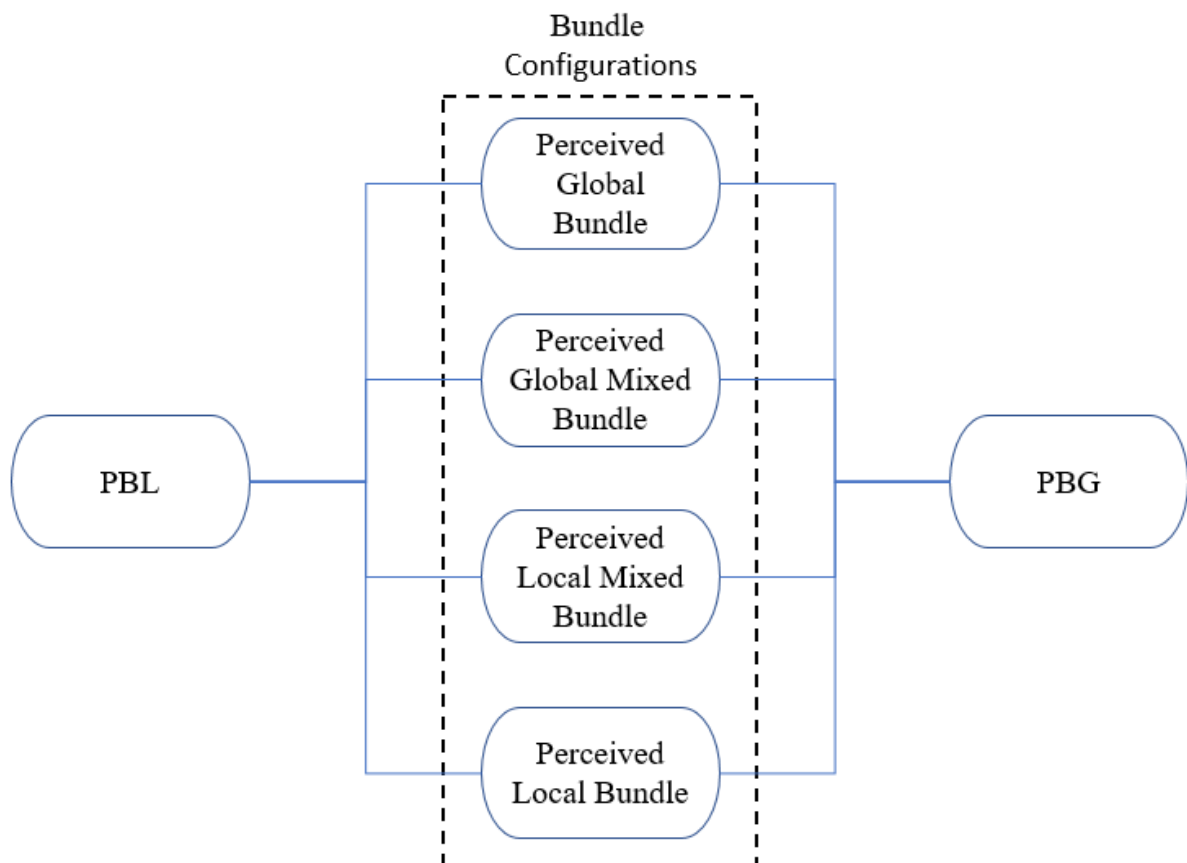 Bundle
Configurations
Perceived
Global
Bundle
Perceived
Global Mixed
Bundle
PBL
PBG
Perceived
Local Mixed
Bundle
Perceived
Local Bundle